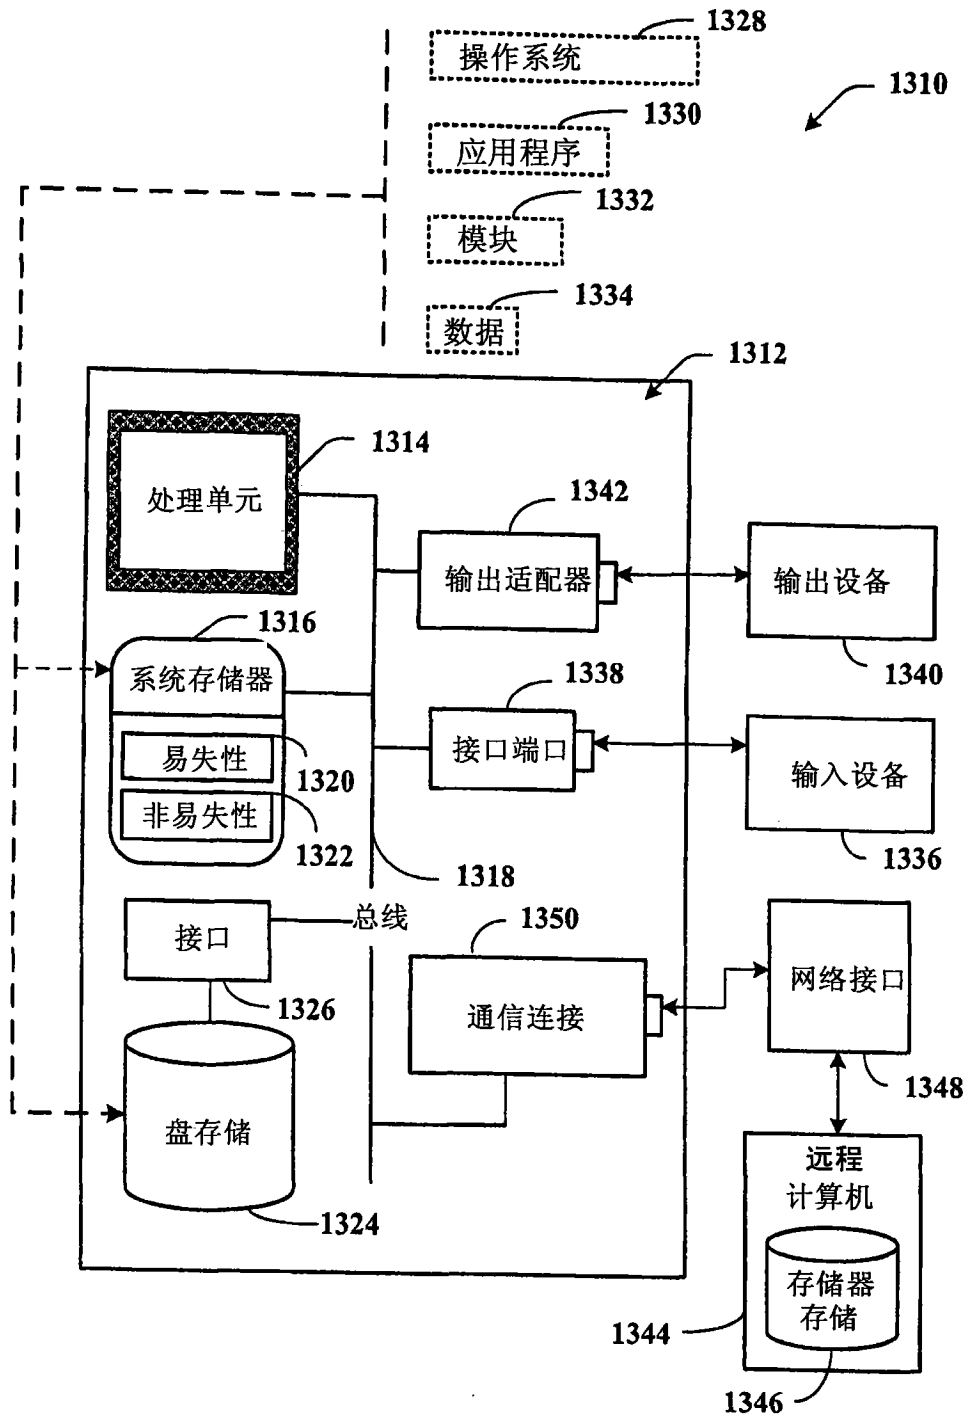 1328
操作系统
1310
1330
应用程序
1332
模块
1334
数据
1312
1314
处理单元
1342
输出适配器
输出设备
1340
1316
系统存储器
1338
接口端口
易失性
1320
输入设备
非易失性
1322
1336
1318
总线
1350
接口
1326
通信连接
网络接口
1348
盘存储
1324
远程
计算机
存储器
存储
1344
1346